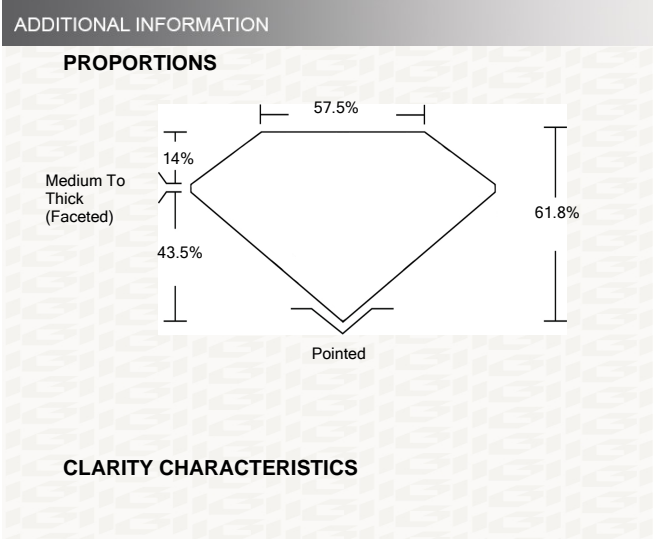 ADDITIONAL INFORMATION
PROPORTIONS
57.5%
14%
Medium To
Thick
(Faceted)
61.8%
43.5%
Pointed
CLARITY CHARACTERISTICS